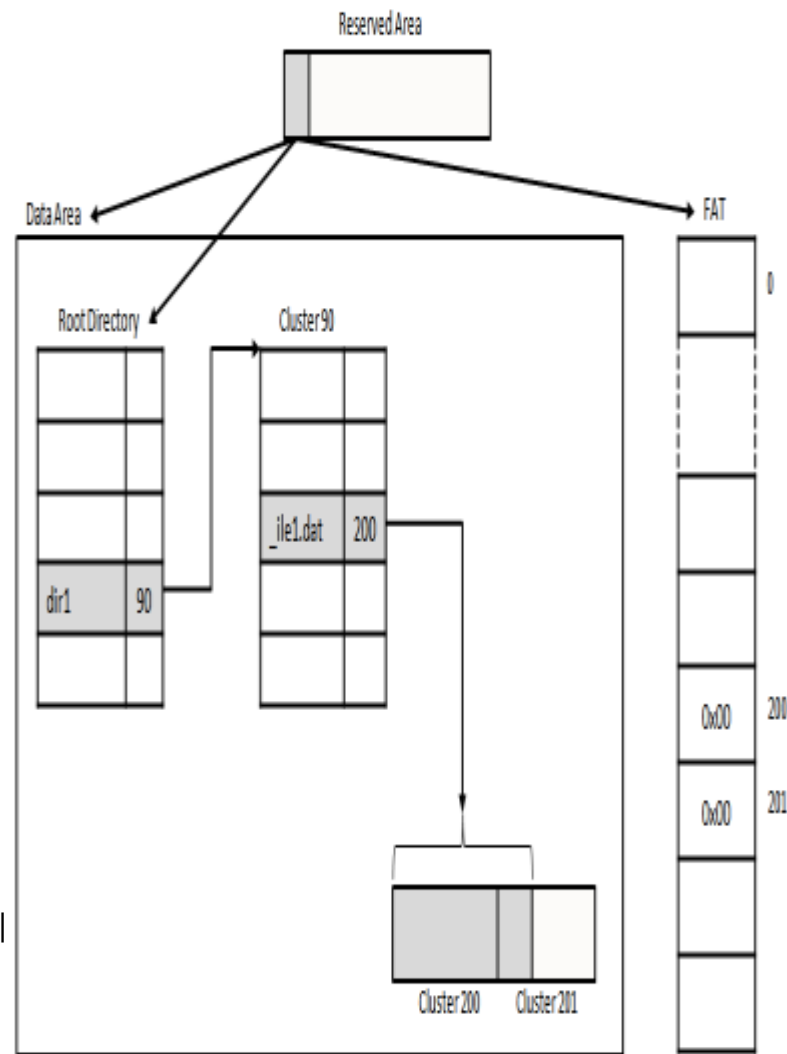 Reserved Area
Data Area
FAT
0
Root Directory
Cluster 90
_ile1.dat 200
dir1 90
0x00 200
0x00 201
Cluster 200 Cluster 201